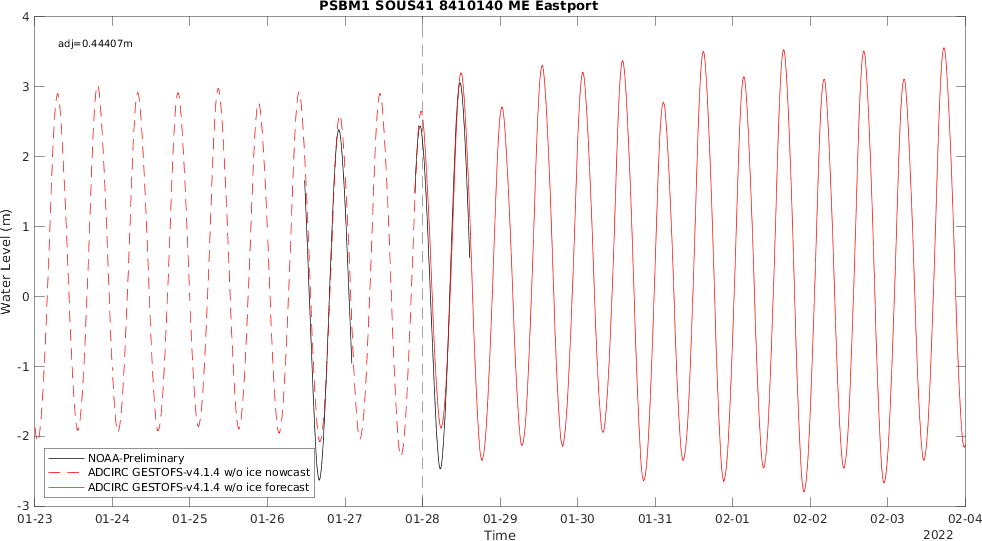 PSBM1 SOUS41 8410140 ME Eastport
adj=0.44407m
Water Level (m)
4
3
2
1
0
-1
-2
-3
NOAA-Preliminary
ADCIRC GESTOFS-v4.1.4 w/o ice nowcast
ADCIRC GESTOFS-v4.1.4 w/o ice forecast
01-23 01-24 01-25 01-26 01-27 01-28 01-29 01-30 01-31 02-01 02-02 02-03 02-04
Time
2022